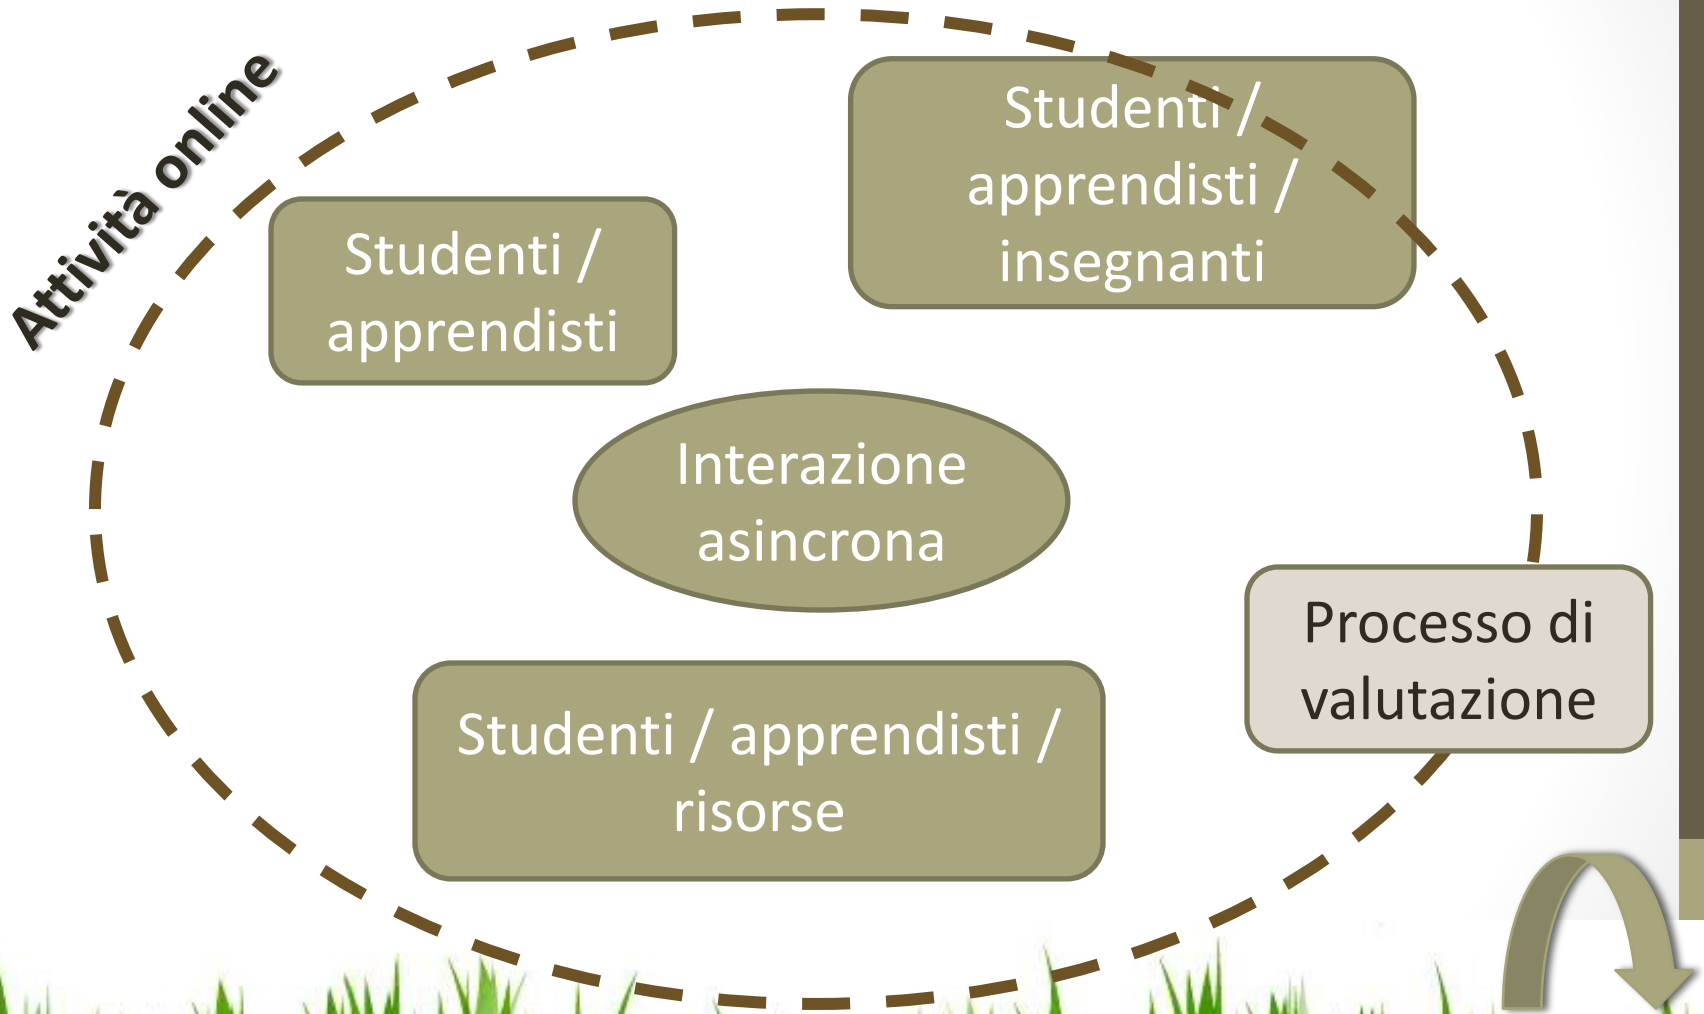 Attività online
Studenti /
apprendisti /
insegnanti
Studenti /
apprendisti
Interazione
asincrona
Processo di
valutazione
Studenti / apprendisti /
risorse